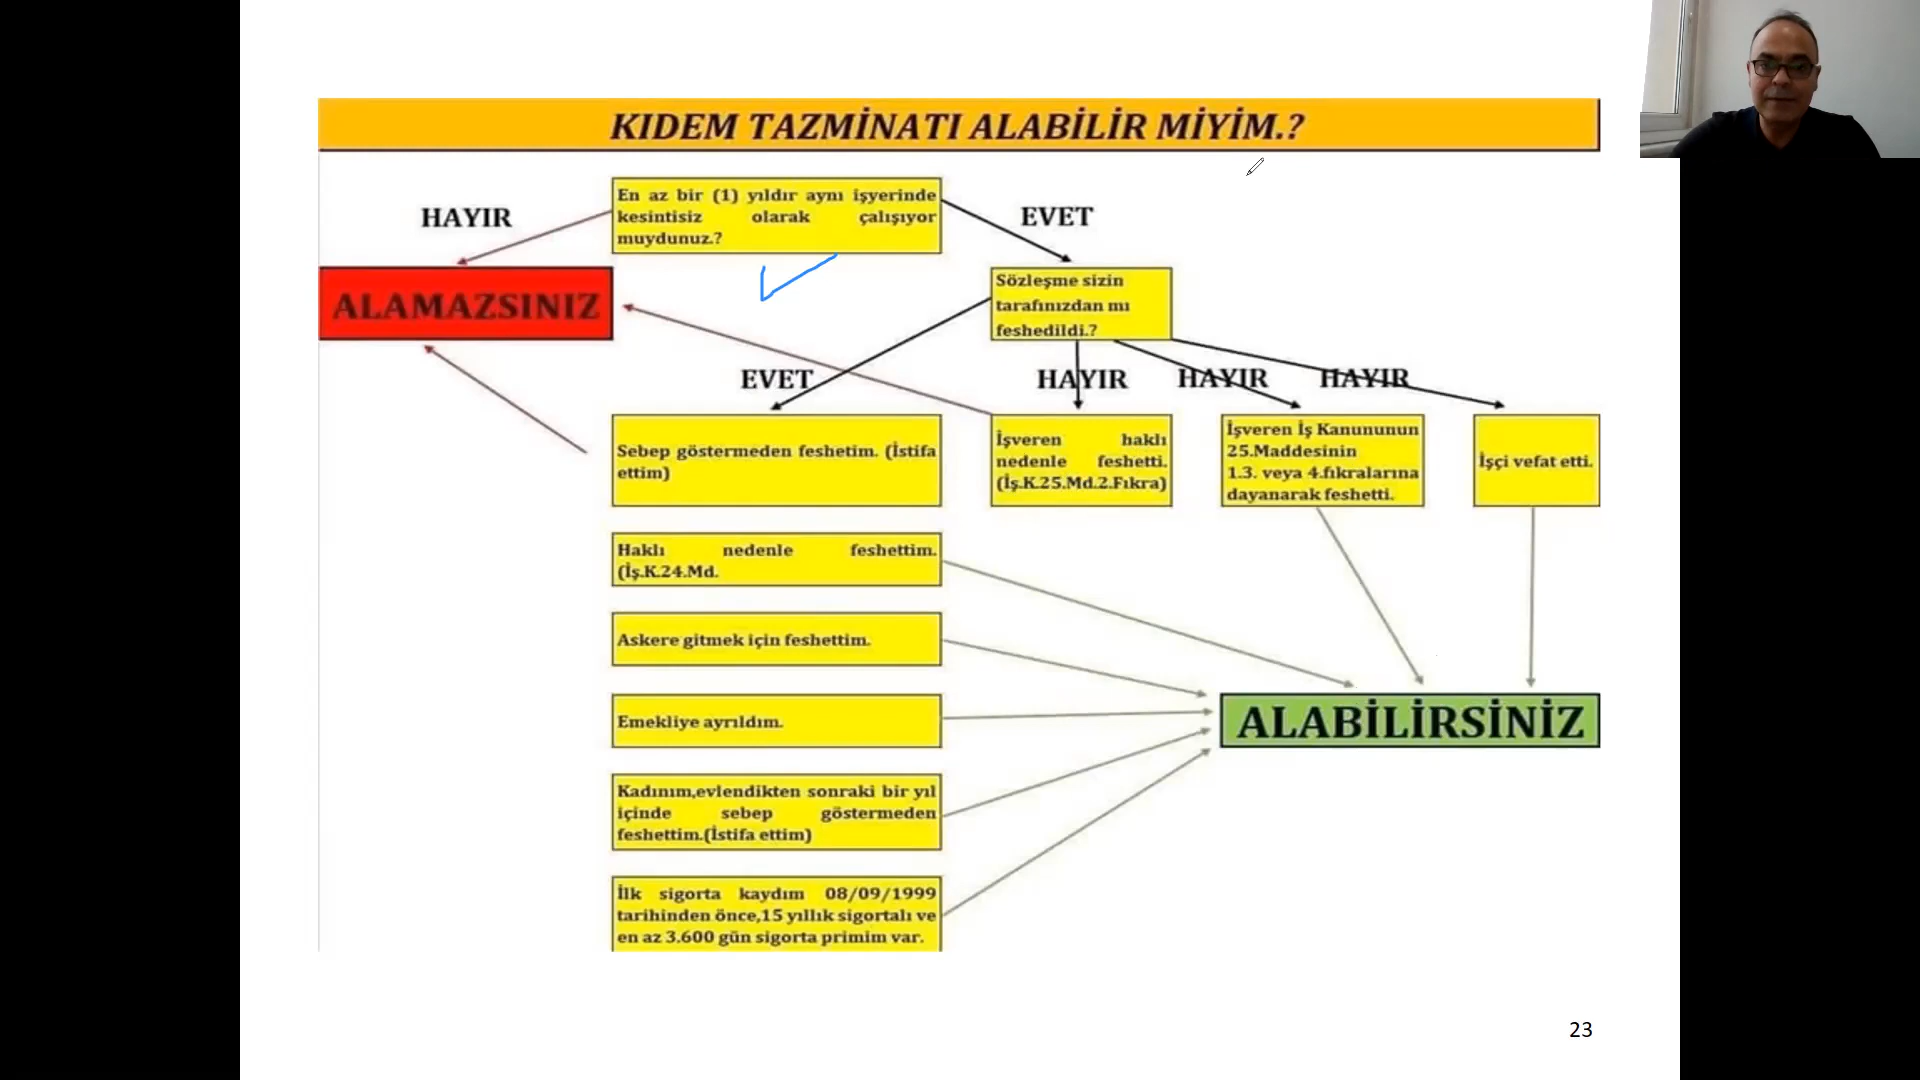 KIDEM TAZMİNATI ALABİLİR MİYİM.?
En az bir (1) yıldır aynı işyerinde
kesintisiz olarak çalışıyor
muydunuz.?
HAYIR
EVET
ALAMAZSINIZ
Sözleşme sizin
tarafınızdan mı
feshedildi.?
EVET
HAYIR
HAYIR
HAYIR
Sebep göstermeden feshetim. (İstifa
ettim)
İşveren haklı
nedenle feshetti.
(İş.K.25.Md.2.Fıkra)
İşveren İş Kanununun
25.Maddesinin
1.3. veya 4.fıkralarına
dayanarak feshetti.
İşçi vefat etti.
Haklı nedenle feshettim.
(İş.K.24.Md.
Askere gitmek için feshettim.
Emekliye ayrıldım.
ALABİLİRSİNİZ
Kadınım,evlendikten sonraki bir yıl
içinde sebep göstermeden
feshettim.(İstifa ettim)
İlk sigorta kaydım 08/09/1999
tarihinden önce,15 yıllık sigortalı ve
en az 3.600 gün sigorta primim var.
23